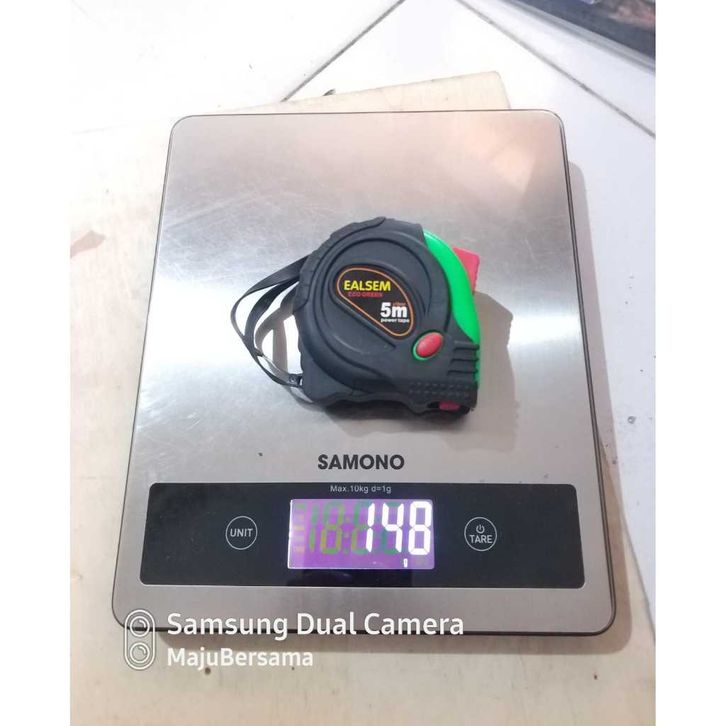 EALSEM
ECO GREEN
5m
power tape
SAMONO
Max.10kg d=1g
UNIT
148
g
TARE
Samsung Dual Camera
MajuBersama